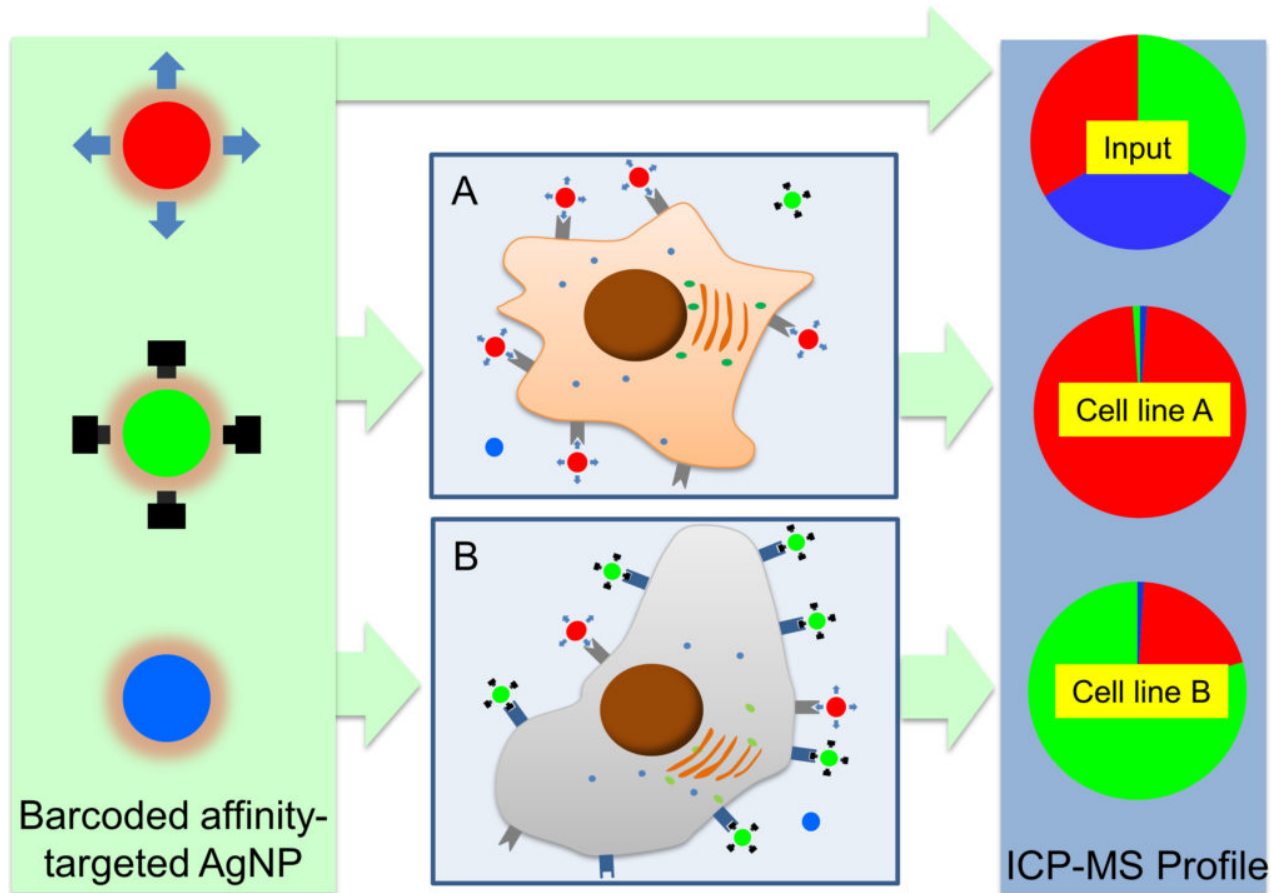 A
B
Barcoded affinity-
targeted AgNP
Input
Cell line A
Cell line B
ICP-MS Profile